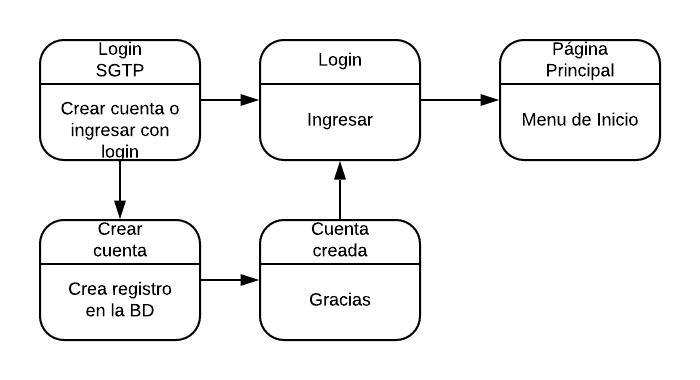 Login
SGTP
Crear cuenta o
ingresar con
login
Login
Ingresar
Página
Principal
Menu de Inicio
Crear
cuenta
Crea registro
en la BD
Cuenta
creada
Gracias